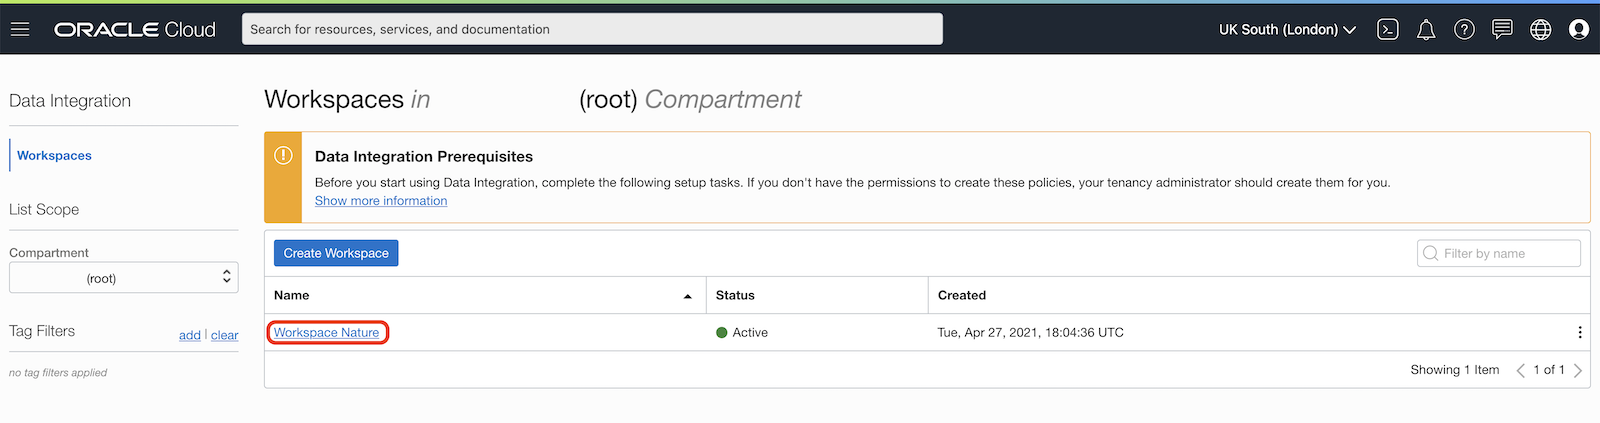 ORACLE Cloud
Search for resources, services, and documentation
UK South (London)
Data Integration
Workspaces
List Scope
Compartment
(root)
Tag Filters
add | clear
no tag filters applied
Workspaces in (root) Compartment
Data Integration Prerequisites
Before you start using Data Integration, complete the following setup tasks. If you don't have the permissions to create these policies, your tenancy administrator should create them for you.
Show more information
Create Workspace
Filter by name
Name Status Created
Workspace Nature Active Tue, Apr 27, 2021, 18:04:36 UTC
Showing 1 Item 1 of 1